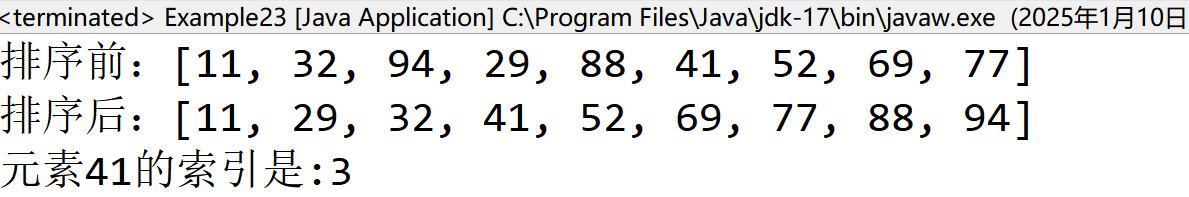 <terminated> Example23 [Java Application] C:\Program Files\Java\jdk-17\bin\javaw.exe (2025年1月10日
排序前：[11, 32, 94, 29, 88, 41, 52, 69, 77]
排序后：[11, 29, 32, 41, 52, 69, 77, 88, 94]
元素41的索引是:3